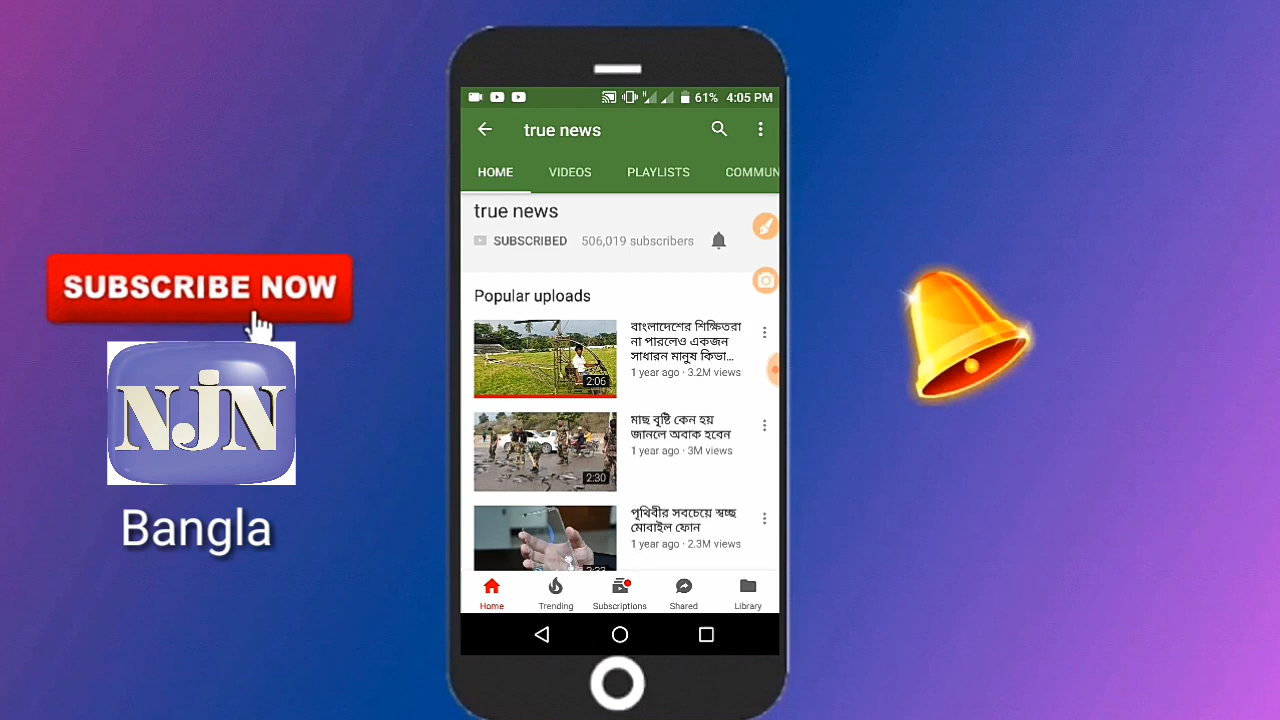 61% 4:05 PM
true news
HOME VIDEOS PLAYLISTS COMMUN
true news
SUBSCRIBED 506,019 subscribers
Popular uploads
বাংলাদেশের শিক্ষিতরা
না পারলেও একজন
সাধারন মানুষ কিভা...
1 year ago · 3.2M views
2:06
মাছ বৃষ্টি কেন হয়
জানলে অবাক হবেন
1 year ago · 3M views
2:30
পৃথিবীর সবচেয়ে স্বচ্ছ
মোবাইল ফোন
1 year ago · 2.3M views
Home Trending Subscriptions Shared Library
SUBSCRIBE NOW
NjN
Bangla